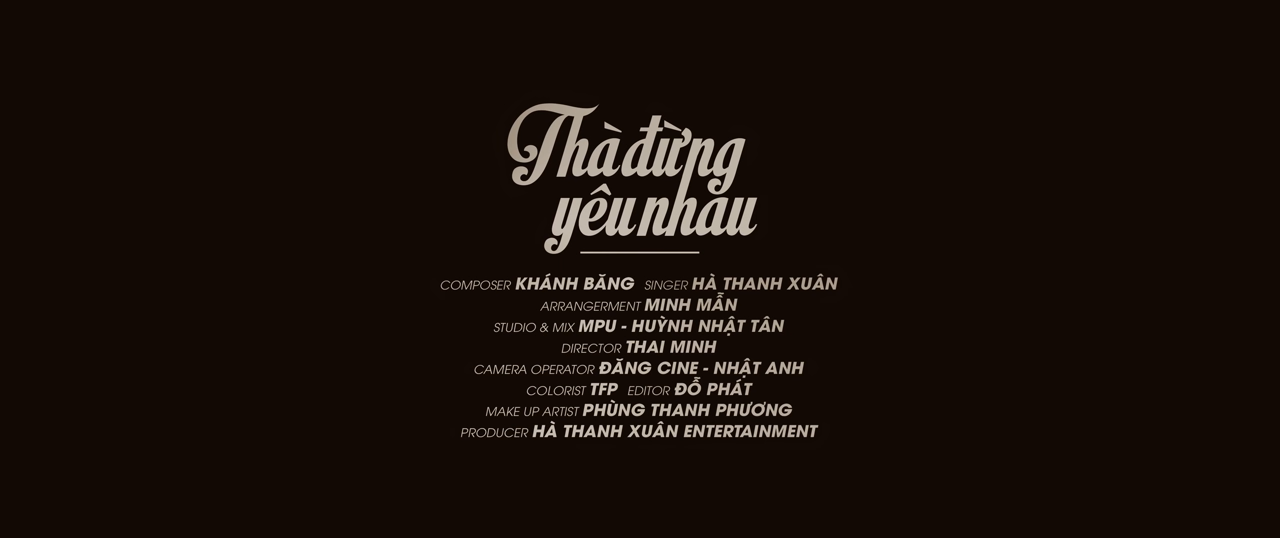 Thà đừng
yêu nhau
COMPOSER KHÁNH BĂNG SINGER HÀ THANH XUÂN
ARRANGERMENT MINH MẪN
STUDIO & MIX MPU - HUỲNH NHẬT TÂN
DIRECTOR THAI MINH
CAMERA OPERATOR ĐĂNG CINE - NHẬT ANH
COLORIST TFP EDITOR ĐỖ PHÁT
MAKE UP ARTIST PHÙNG THANH PHƯƠNG
PRODUCER HÀ THANH XUÂN ENTERTAINMENT